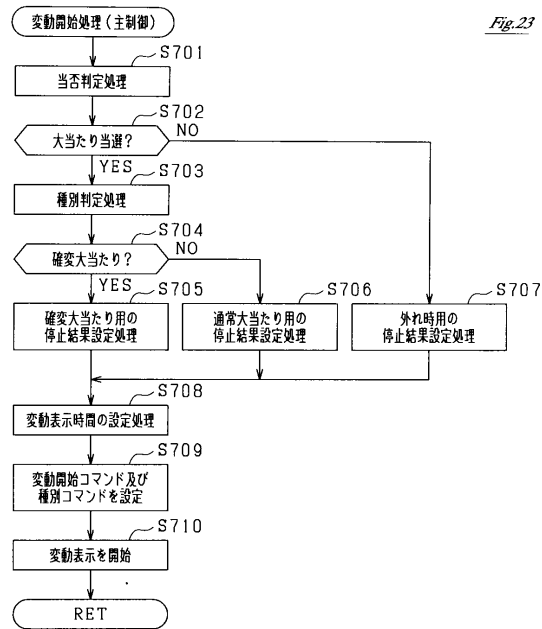 変動開始処理(主制御)
Fig.23
S701
当否判定処理
S702
大当たり当選?
NO
YES
S703
種別判定処理
S704
確変大当たり?
NO
YES
S705
確変大当たり用の
停止結果設定処理
S706
通常大当たり用の
停止結果設定処理
S707
外れ時用の
停止結果設定処理
S708
変動表示時間の設定処理
S709
変動開始コマンド及び
種別コマンドを設定
S710
変動表示を開始
RET